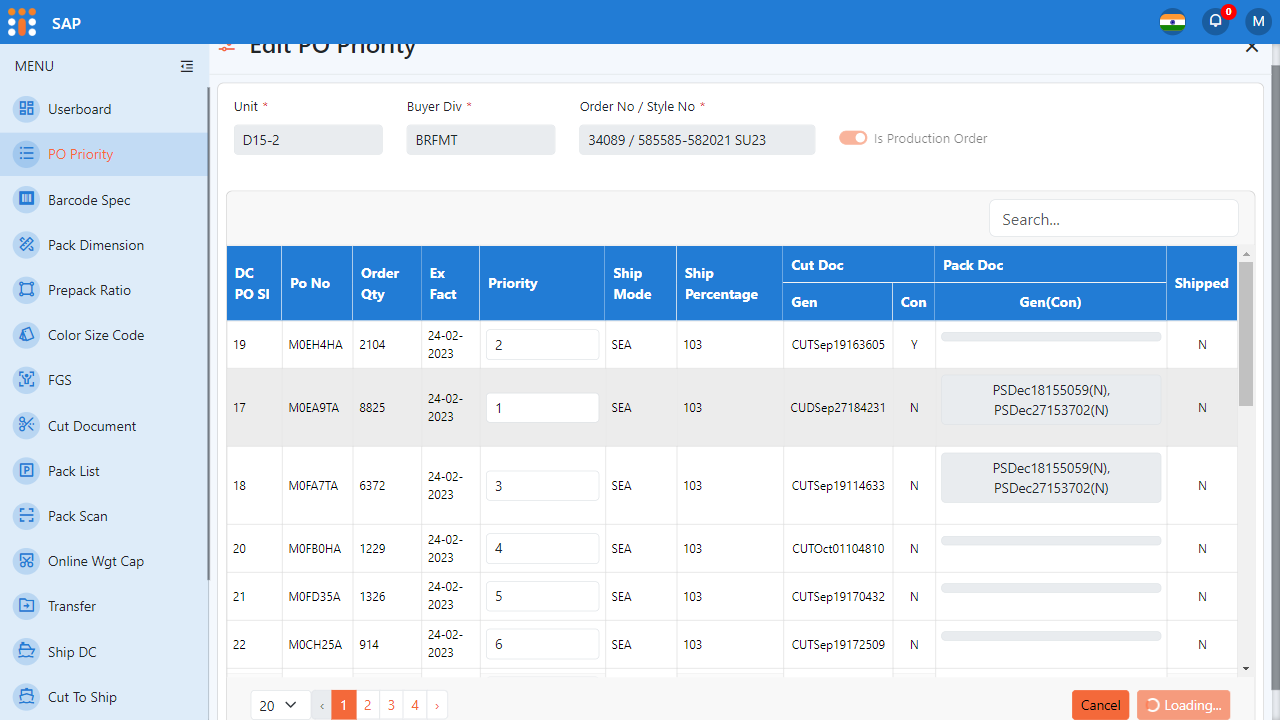 SAP
0
M
Edit PO Priority
MENU
Userboard
PO Priority
Barcode Spec
Pack Dimension
Prepack Ratio
Color Size Code
FGS
Cut Document
Pack List
Pack Scan
Online Wgt Cap
Transfer
Ship DC
Cut To Ship
Unit *
Buyer Div *
Order No / Style No *
D15-2
BRFMT
34089 / 585585-582021 SU23
Is Production Order
Search...
DC PO Sl
Po No
Order Qty
Ex Fact
Priority
Ship Mode
Ship Percentage
Cut Doc
Pack Doc
Shipped
Gen
Con
Gen(Con)
19 M0EH4HA 2104 24-02-2023 2 SEA 103 CUTSep19163605 Y N
17 M0EA9TA 8825 24-02-2023 1 SEA 103 CUDSep27184231 N PSDec18155059(N), PSDec27153702(N) N
18 M0FA7TA 6372 24-02-2023 3 SEA 103 CUTSep19114633 N PSDec18155059(N), PSDec27153702(N) N
20 M0FB0HA 1229 24-02-2023 4 SEA 103 CUTOct01104810 N N
21 M0FD35A 1326 24-02-2023 5 SEA 103 CUTSep19170432 N N
22 M0CH25A 914 24-02-2023 6 SEA 103 CUTSep19172509 N N
20
‹ 1 2 3 4 ›
Cancel
Loading...